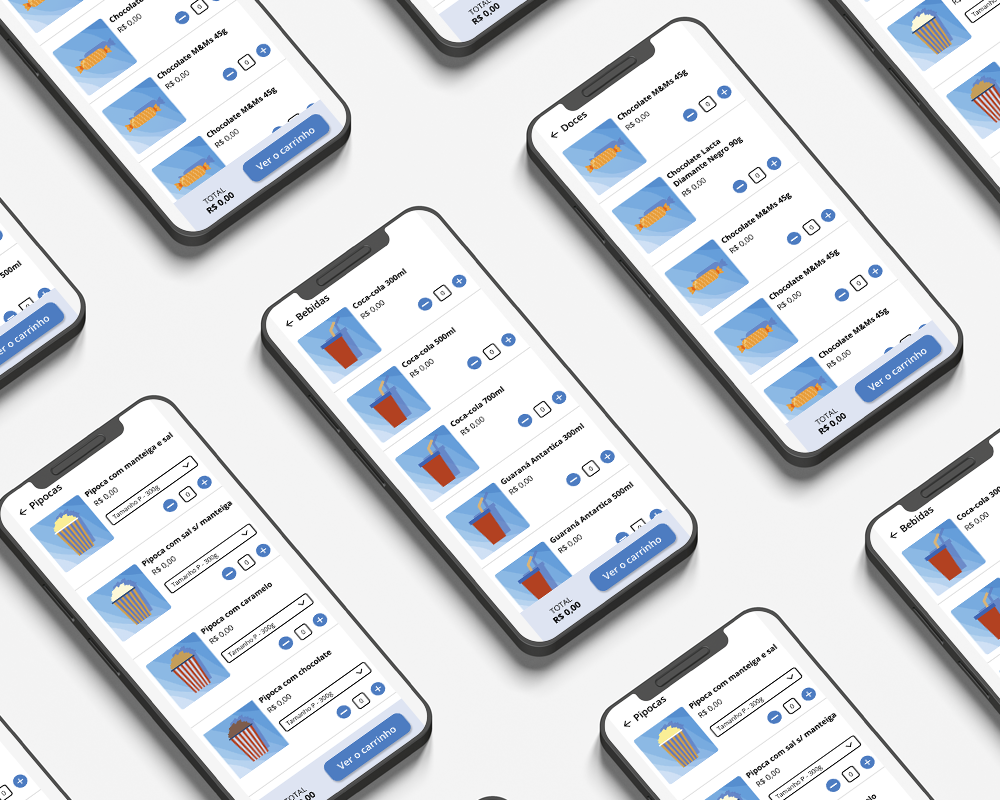 Chocolate
R$ 0,00
0
Chocolate M&Ms 45g
R$ 0,00
0
Chocolate M&Ms 45g
R$ 0,00
TOTAL
R$ 0,00
Ver o carrinho
TOTAL
R$ 0,00
500ml
Ver o carrinho
← Doces
Chocolate M&Ms 45g
R$ 0,00
0
Chocolate Lacta
Diamante Negro 90g
R$ 0,00
0
Chocolate M&Ms 45g
R$ 0,00
0
Chocolate M&Ms 45g
R$ 0,00
0
Chocolate M&Ms 45g
R$ 0,00
TOTAL
R$ 0,00
Ver o carrinho
← Bebidas
Coca-cola 300ml
R$ 0,00
0
Coca-cola 500ml
R$ 0,00
0
Coca-cola 700ml
R$ 0,00
0
Guaraná Antartica 300ml
R$ 0,00
0
Guaraná Antartica 500ml
R$ 0,00
0
TOTAL
R$ 0,00
Ver o carrinho
← Pipocas
Pipoca com manteiga e sal
R$ 0,00
Tamanho P - 300g
0
Pipoca com sal s/ manteiga
R$ 0,00
Tamanho P - 300g
0
Pipoca com caramelo
R$ 0,00
Tamanho P - 300g
0
Pipoca com chocolate
R$ 0,00
Tamanho P - 300g
0
TOTAL
Ver o carrinho
← Bebidas
Coca-cola 300
R$ 0,00
← Pipocas
Pipoca com manteiga e sal
R$ 0,00
Tamanho P - 300g
0
Pipoca com sal s/ manteiga
R$ 0,00
Tamanho P - 300g
0